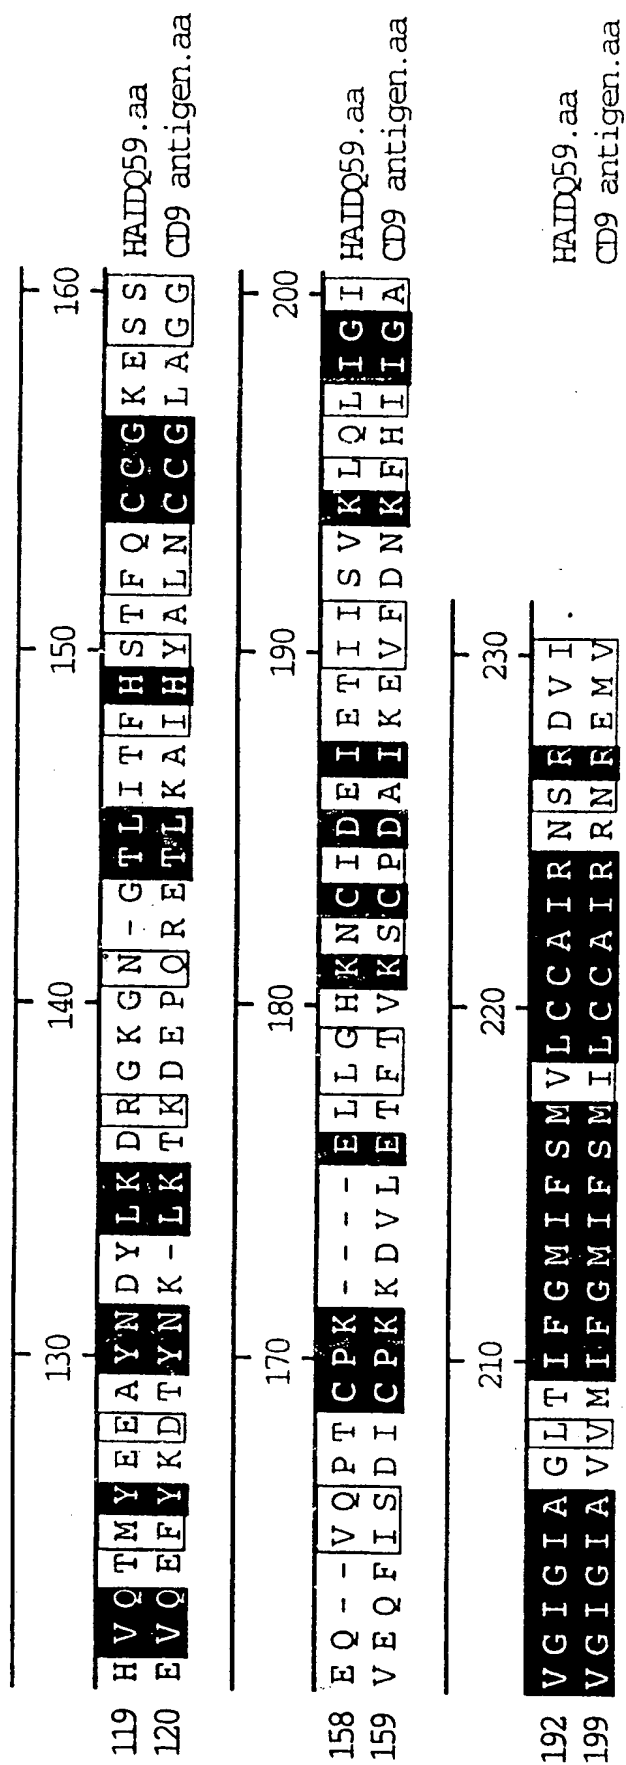 130 140 150 160
119 H V Q T M Y E E A Y N D Y L K D R G K G N - G T L I T F H S T F Q C C G K E S S HAIDQ59.aa
120 E V Q E F Y K D T Y N K - L K T K D E P Q R E T L K A I H Y A L N C C G L A G G CD9 antigen.aa
170 180 190 200
158 E Q - - V Q P T C P K - - - - E L L G H K N C I D E I E T I I S V K L Q L I G I HAIDQ59.aa
159 V E Q F I S D I C P K K D V L E T F T V K S C P D A I K E V F D N K F H I I G A CD9 antigen.aa
210 220 230
192 V G I G I A G L T I F G M I F S M V L C C A I R N S R D V I . HAIDQ59.aa
199 V G I G I A V V M I F G M I F S M I L C C A I R R N R E M V CD9 antigen.aa